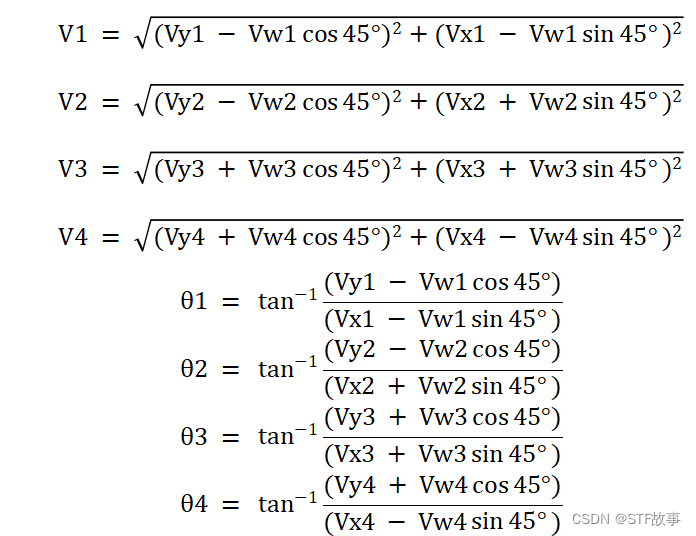 V1 = √(Vy1 − Vw1 cos 45°)² + (Vx1 − Vw1 sin 45°)²
V2 = √(Vy2 − Vw2 cos 45°)² + (Vx2 + Vw2 sin 45°)²
V3 = √(Vy3 + Vw3 cos 45°)² + (Vx3 + Vw3 sin 45°)²
V4 = √(Vy4 + Vw4 cos 45°)² + (Vx4 − Vw4 sin 45°)²
θ1 = tan⁻¹ (Vy1 − Vw1 cos 45°) / (Vx1 − Vw1 sin 45°)
θ2 = tan⁻¹ (Vy2 − Vw2 cos 45°) / (Vx2 + Vw2 sin 45°)
θ3 = tan⁻¹ (Vy3 + Vw3 cos 45°) / (Vx3 + Vw3 sin 45°)
θ4 = tan⁻¹ (Vy4 + Vw4 cos 45°) / (Vx4 − Vw4 sin 45°)
CSDN @STF故事